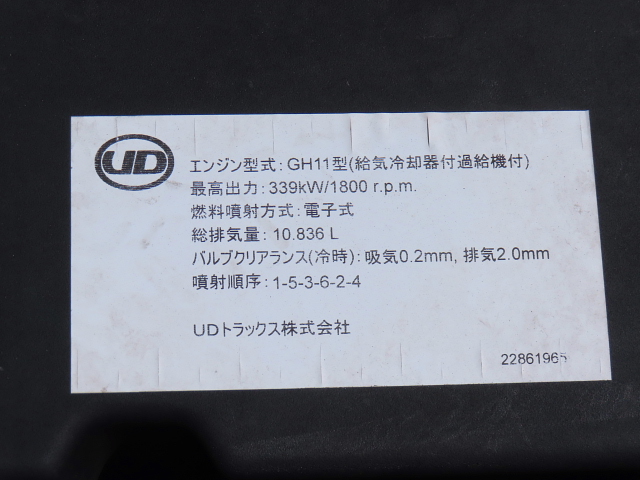 UD
エンジン型式: GH11型(給気冷却器付過給機付)
最高出力: 339kW/1800 r.p.m.
燃料噴射方式: 電子式
総排気量: 10.836 L
バルブクリアランス(冷時): 吸気0.2mm, 排気2.0mm
噴射順序: 1-5-3-6-2-4
UDトラックス株式会社
22861965